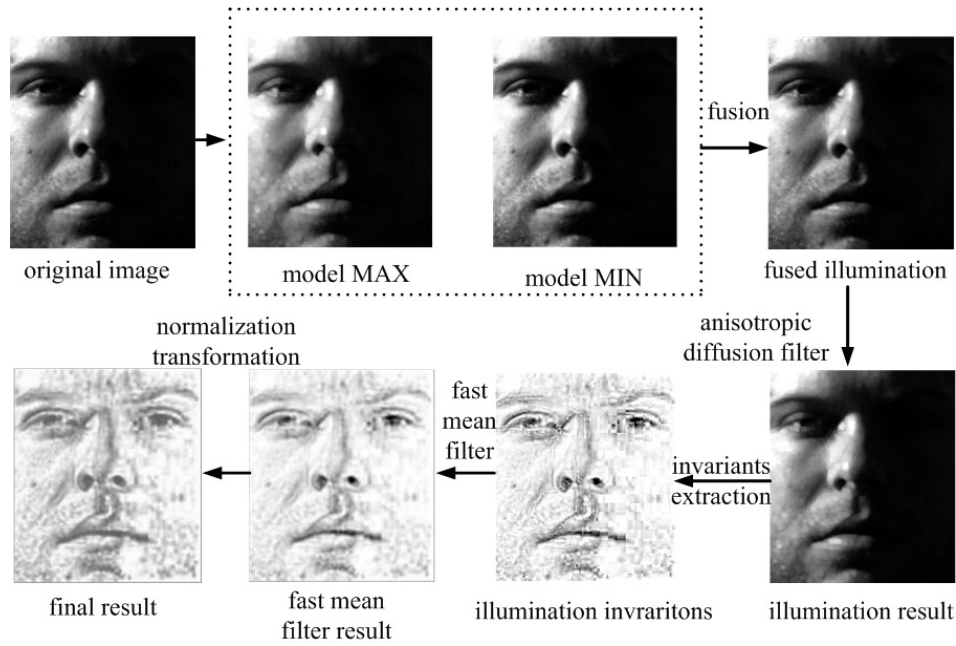 fusion
original image
model MAX
model MIN
fused illumination
anisotropic
diffusion filter
normalization
transformation
fast
mean
filter
invariants
extraction
final result
fast mean
filter result
illumination invraritons
illumination result